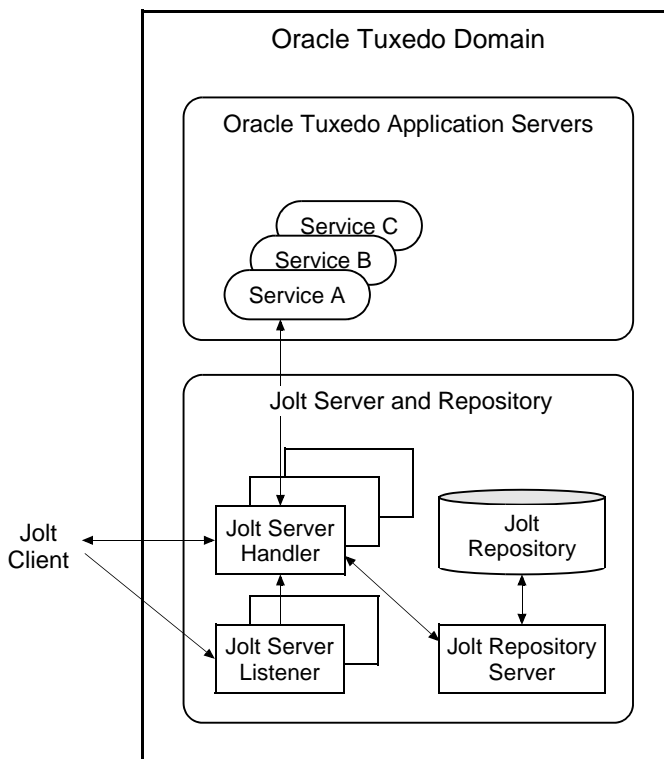 Oracle Tuxedo Domain
Oracle Tuxedo Application Servers
Service C
Service B
Service A
Jolt Server and Repository
Jolt Server
Handler
Jolt
Repository
Jolt
Client
Jolt Server
Listener
Jolt Repository
Server